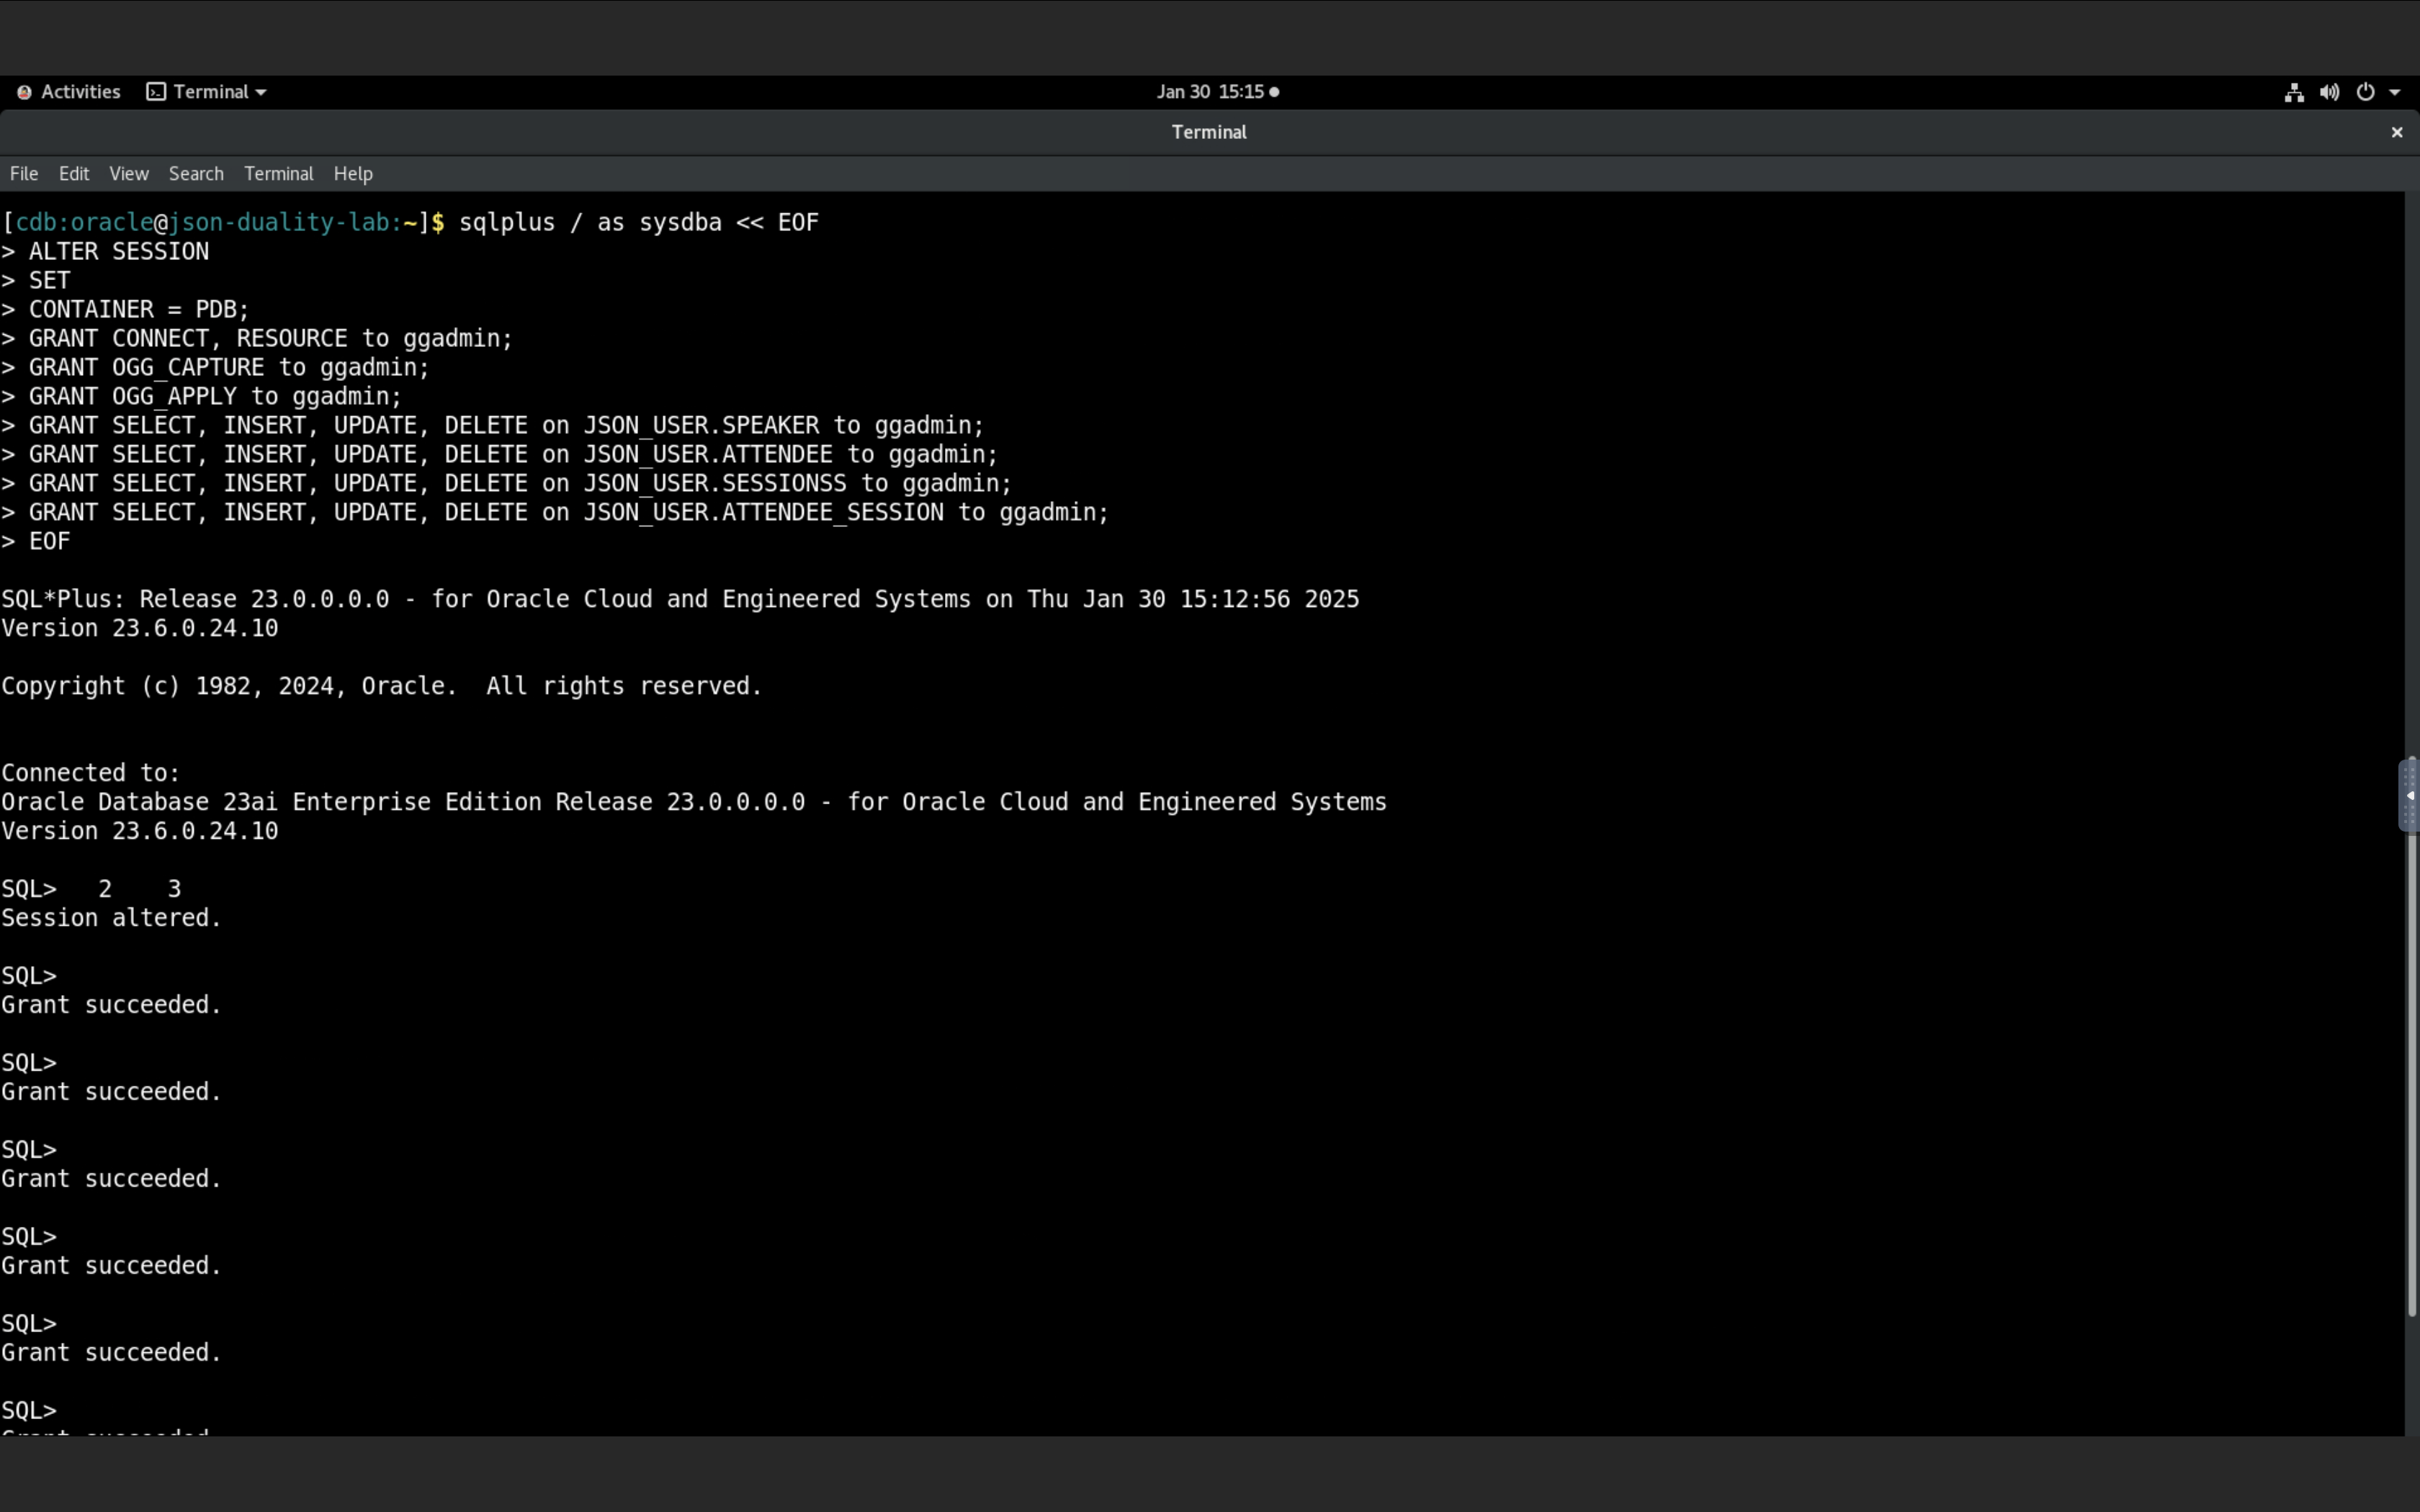 Activities Terminal Jan 30 15:15
Terminal
File Edit View Search Terminal Help
[cdb:oracle@json-duality-lab:~]$ sqlplus / as sysdba << EOF
> ALTER SESSION
> SET
> CONTAINER = PDB;
> GRANT CONNECT, RESOURCE to ggadmin;
> GRANT OGG_CAPTURE to ggadmin;
> GRANT OGG_APPLY to ggadmin;
> GRANT SELECT, INSERT, UPDATE, DELETE on JSON_USER.SPEAKER to ggadmin;
> GRANT SELECT, INSERT, UPDATE, DELETE on JSON_USER.ATTENDEE to ggadmin;
> GRANT SELECT, INSERT, UPDATE, DELETE on JSON_USER.SESSIONSS to ggadmin;
> GRANT SELECT, INSERT, UPDATE, DELETE on JSON_USER.ATTENDEE_SESSION to ggadmin;
> EOF
SQL*Plus: Release 23.0.0.0.0 - for Oracle Cloud and Engineered Systems on Thu Jan 30 15:12:56 2025
Version 23.6.0.24.10
Copyright (c) 1982, 2024, Oracle.  All rights reserved.
Connected to:
Oracle Database 23ai Enterprise Edition Release 23.0.0.0.0 - for Oracle Cloud and Engineered Systems
Version 23.6.0.24.10
SQL>   2    3
Session altered.
SQL>
Grant succeeded.
SQL>
Grant succeeded.
SQL>
Grant succeeded.
SQL>
Grant succeeded.
SQL>
Grant succeeded.
SQL>
Grant succeeded.